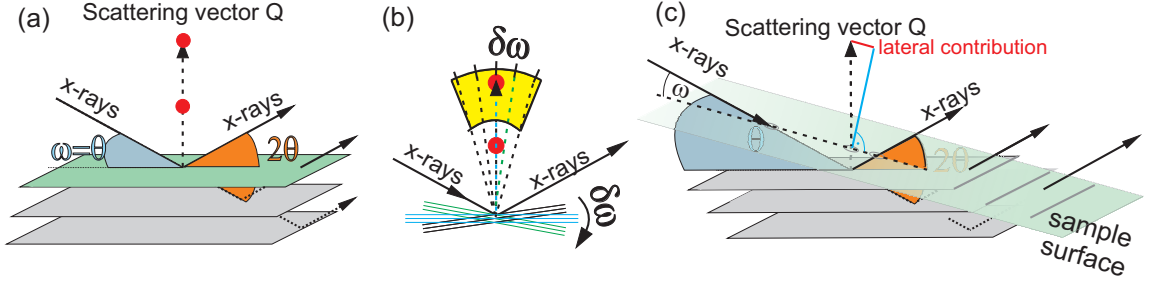 (a)
Scattering vector Q
x-rays
x-rays
ω=θ
2θ
(b)
δω
x-rays
x-rays
δω
(c)
Scattering vector Q
lateral contribution
x-rays
ω
θ
x-rays
2θ
sample
surface